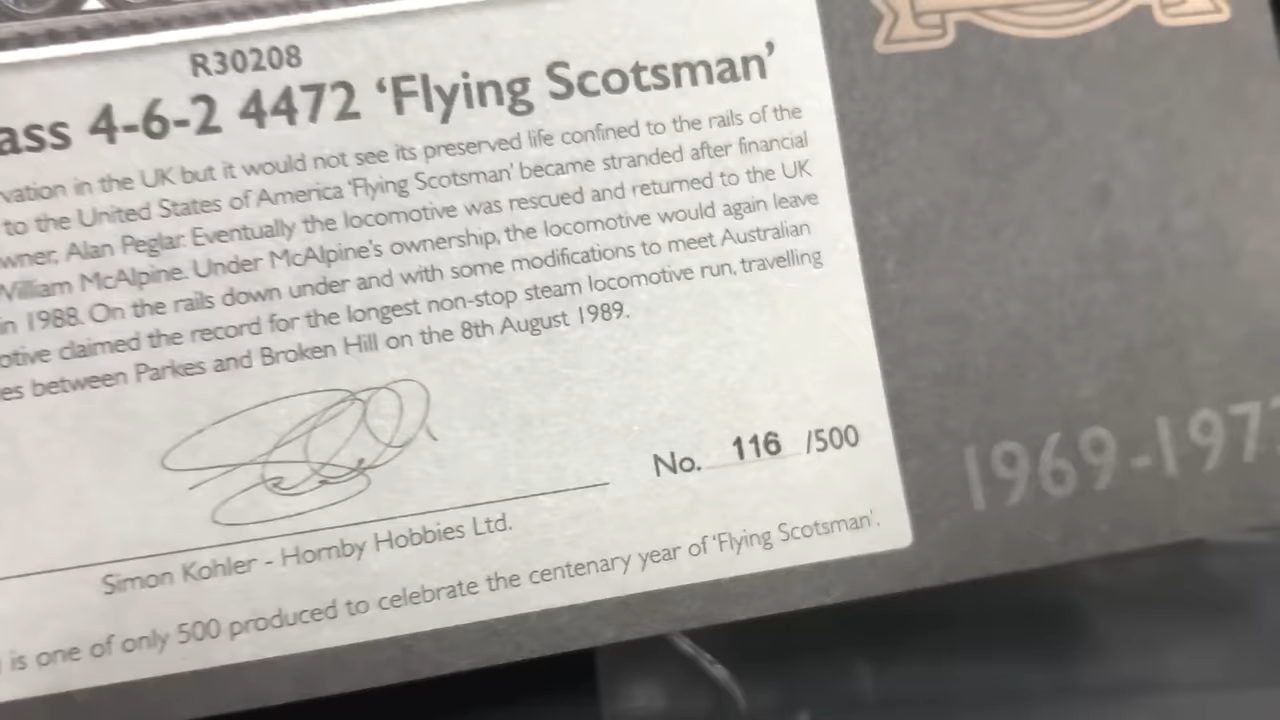 R30208
ass 4-6-2 4472 ‘Flying Scotsman’
vation in the UK but it would not see its preserved life confined to the rails of the
to the United States of America ‘Flying Scotsman’ became stranded after financial
wner, Alan Peglar. Eventually the locomotive was rescued and returned to the UK
William McAlpine. Under McAlpine’s ownership, the locomotive would again leave
in 1988. On the rails down under and with some modifications to meet Australian
otive claimed the record for the longest non-stop steam locomotive run, travelling
es between Parkes and Broken Hill on the 8th August 1989.
No. 116 /500
Simon Kohler - Hornby Hobbies Ltd.
is one of only 500 produced to celebrate the centenary year of ‘Flying Scotsman’.
1969-197